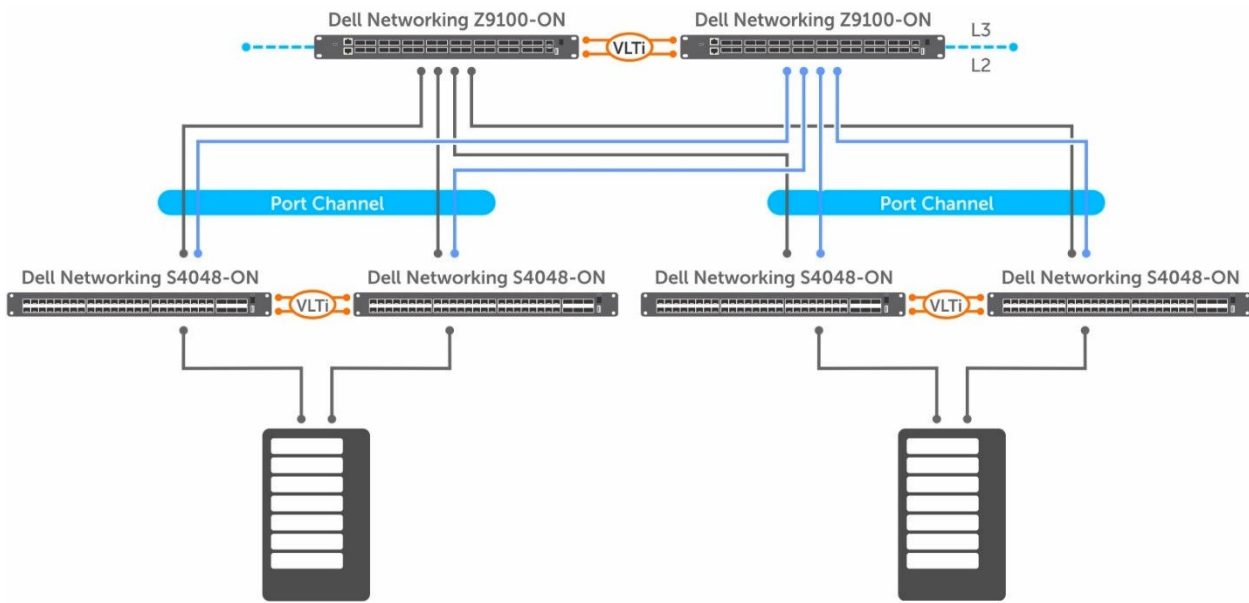 Dell Networking Z9100-ON
Dell Networking Z9100-ON
VLTi
L3
L2
Port Channel
Port Channel
Dell Networking S4048-ON
Dell Networking S4048-ON
Dell Networking S4048-ON
Dell Networking S4048-ON
VLTi
VLTi